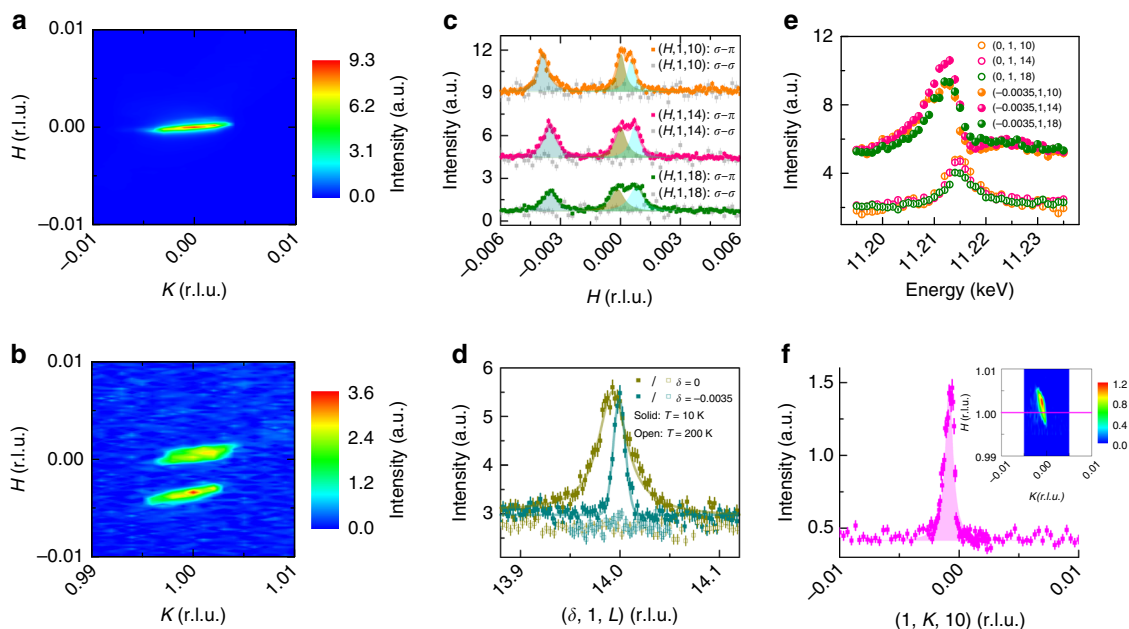 a
0.01
0.00
−0.01
H (r.l.u.)
−0.01
0.00
0.01
K (r.l.u.)
9.3
6.2
3.1
0.0
Intensity (a.u.)
b
0.01
0.00
−0.01
H (r.l.u.)
0.99
1.00
1.01
K (r.l.u.)
3.6
2.4
1.2
0.0
Intensity (a.u.)
c
12
9
6
3
0
Intensity (a.u.)
(H,1,10): σ−π
(H,1,10): σ−σ
(H,1,14): σ−π
(H,1,14): σ−σ
(H,1,18): σ−π
(H,1,18): σ−σ
−0.006
−0.003
0.000
0.003
0.006
H (r.l.u.)
d
6
5
4
3
Intensity (a.u.)
/ δ = 0
/ δ = −0.0035
Solid: T = 10 K
Open: T = 200 K
13.9
14.0
14.1
(δ, 1, L) (r.l.u.)
e
12
8
4
Intensity (a.u.)
(0, 1, 10)
(0, 1, 14)
(0, 1, 18)
(−0.0035,1,10)
(−0.0035,1,14)
(−0.0035,1,18)
11.20
11.21
11.22
11.23
Energy (keV)
f
1.5
1.0
0.5
Intensity (a.u.)
1.01
1.00
0.99
H (r.l.u.)
−0.01
0.00
0.01
K(r.l.u.)
1.2
0.8
0.4
0.0
−0.01
0.00
0.01
(1, K, 10) (r.l.u.)